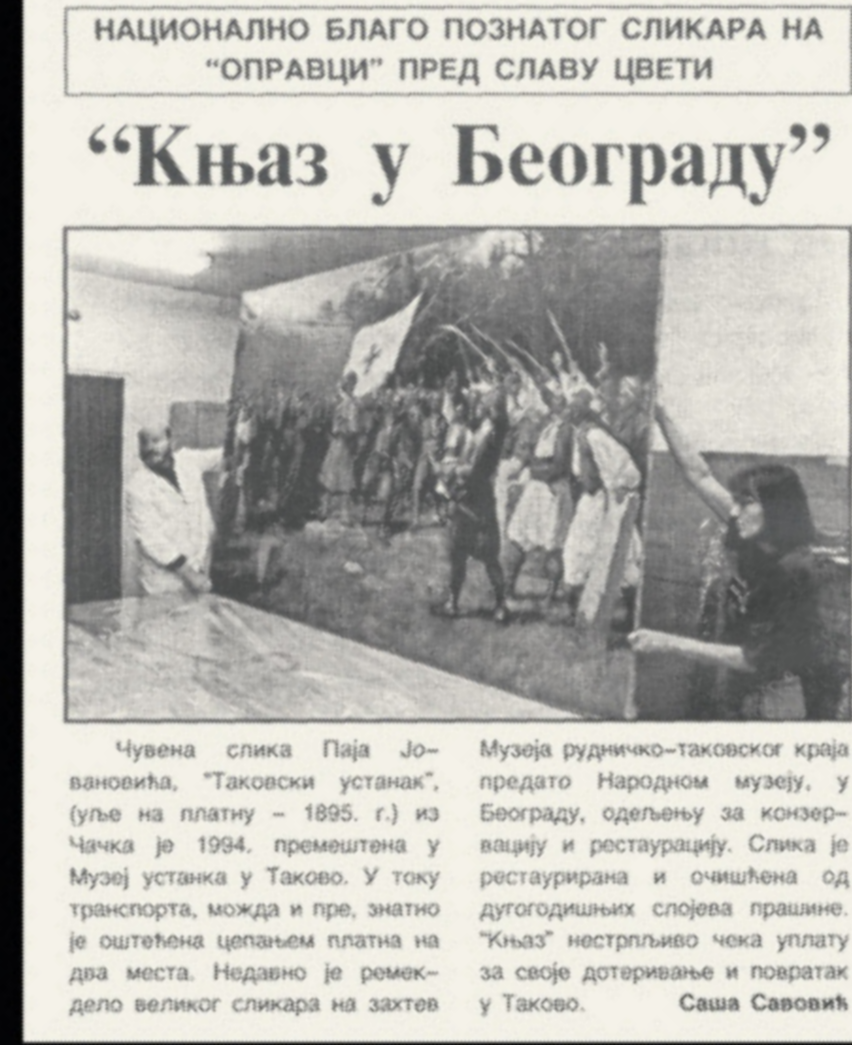 НАЦИОНАЛНО БЛАГО ПОЗНАТОГ СЛИКАРА НА
“ОПРАВЦИ” ПРЕД СЛАВУ ЦВЕТИ
“Књаз у Београду”
Чувена слика Паја Јо–
вановића, "Таковски устанак",
(уље на платну – 1895. г.) из
Чачка је 1994. премештена у
Музеј устанка у Таково. У току
транспорта, можда и пре, знатно
је оштећена цепањем платна на
два места. Недавно је ремек–
дело великог сликара на захтев
Музеја рудничко–таковског краја
предато Народном музеју, у
Београду, одељењу за конзер–
вацију и рестаурацију. Слика је
рестаурирана и очишћена од
дугогодишњих слојева прашине.
"Књаз" нестрпљиво чека уплату
за своје дотеривање и повратак
у Таково. Саша Савовић